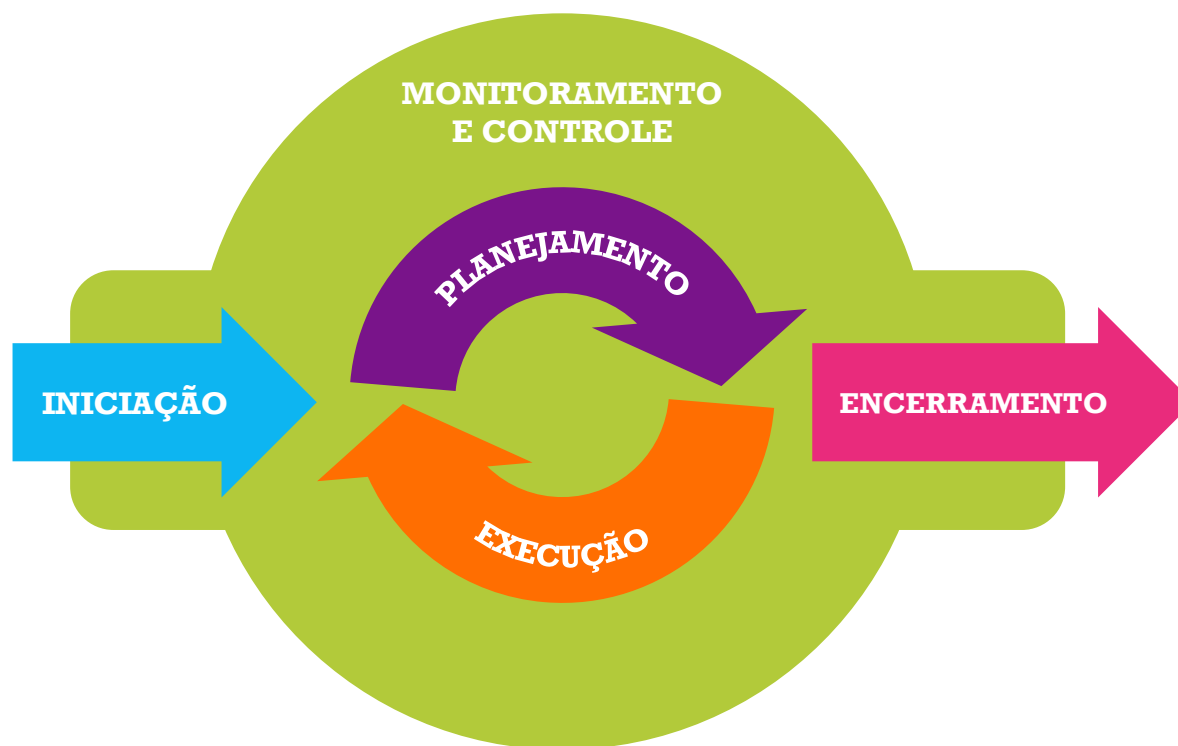 MONITORAMENTO
E CONTROLE
PLANEJAMENTO
INICIAÇÃO
ENCERRAMENTO
EXECUÇÃO